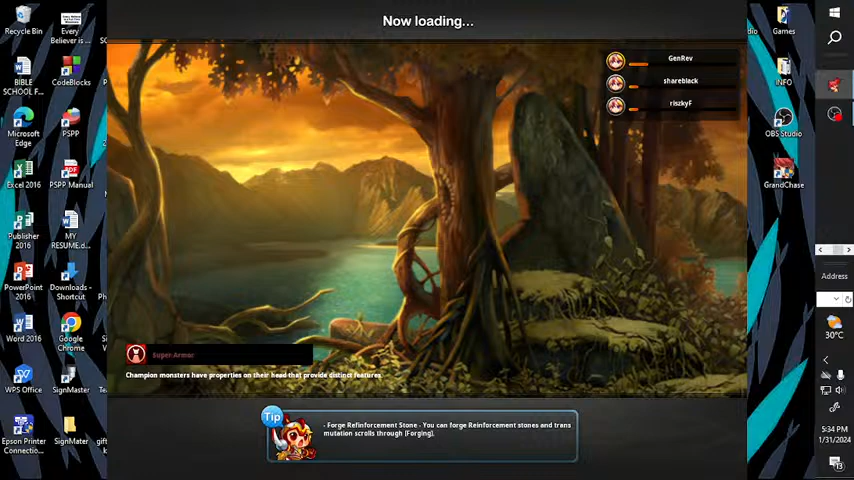 Now loading...
GenRev
shareblack
riszkyF
Super Armor
Champion monsters have properties on their head that provide distinct features.
Tip
- Forge Refinforcement Stone - You can forge Reinforcement stones and trans
mutation scrolls through [Forging].
Recycle Bin
Every
Believer is a...
BIBLE
SCHOOL F...
CodeBlocks
Microsoft
Edge
PSPP
Excel 2016
PSPP Manual
Publisher
2016
MY
RESUME.d...
PowerPoint
2016
Downloads -
Shortcut
Word 2016
Google
Chrome
WPS Office
SignMaster
Epson Printer
Connectio...
SignMater
Games
INFO
OBS Studio
GrandChase
Address
30°C
5:34 PM
1/31/2024
13